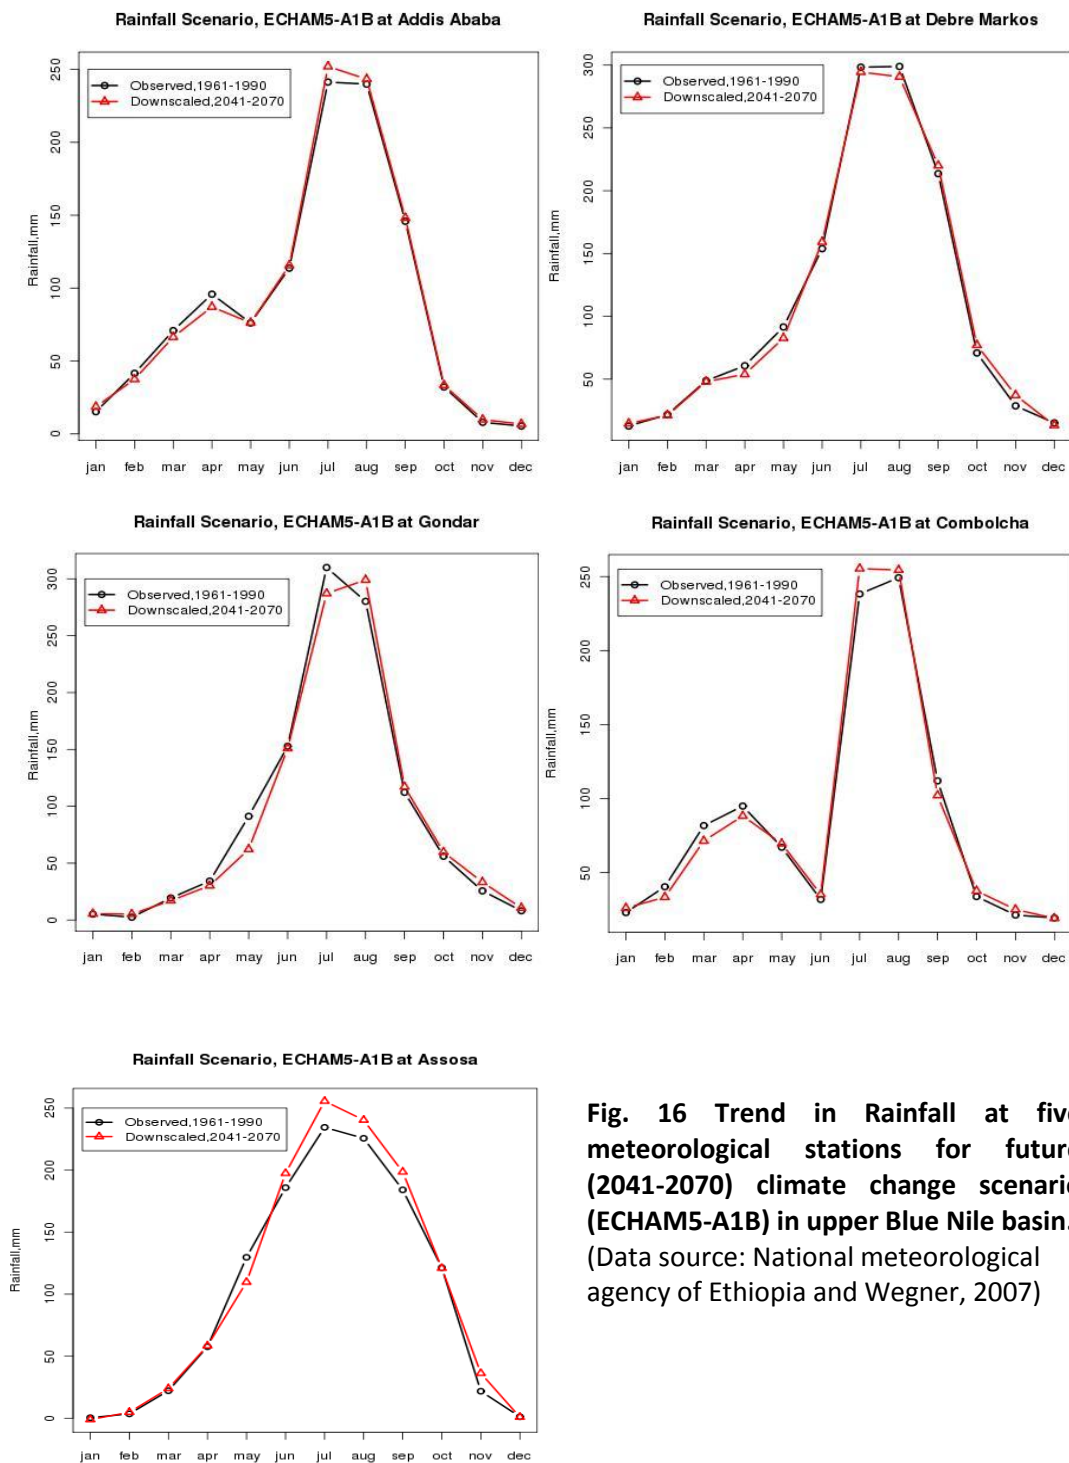 Rainfall Scenario, ECHAM5-A1B at Addis Ababa
250
200
150
100
50
0
Rainfall,mm
Observed,1961-1990
Downscaled,2041-2070
jan feb mar apr may jun jul aug sep oct nov dec
Rainfall Scenario, ECHAM5-A1B at Debre Markos
300
250
200
150
100
50
Rainfall,mm
Observed,1961-1990
Downscaled,2041-2070
jan feb mar apr may jun jul aug sep oct nov dec
Rainfall Scenario, ECHAM5-A1B at Gondar
300
250
200
150
100
50
0
Rainfall,mm
Observed,1961-1990
Downscaled,2041-2070
jan feb mar apr may jun jul aug sep oct nov dec
Rainfall Scenario, ECHAM5-A1B at Combolcha
250
200
150
100
50
Rainfall,mm
Observed,1961-1990
Downscaled,2041-2070
jan feb mar apr may jun jul aug sep oct nov dec
Rainfall Scenario, ECHAM5-A1B at Assosa
250
200
150
100
50
0
Rainfall,mm
Observed,1961-1990
Downscaled,2041-2070
jan feb mar apr may jun jul aug sep oct nov dec
Fig. 16 Trend in Rainfall at five
meteorological stations for future
(2041-2070) climate change scenario
(ECHAM5-A1B) in upper Blue Nile basin.
(Data source: National meteorological
agency of Ethiopia and Wegner, 2007)